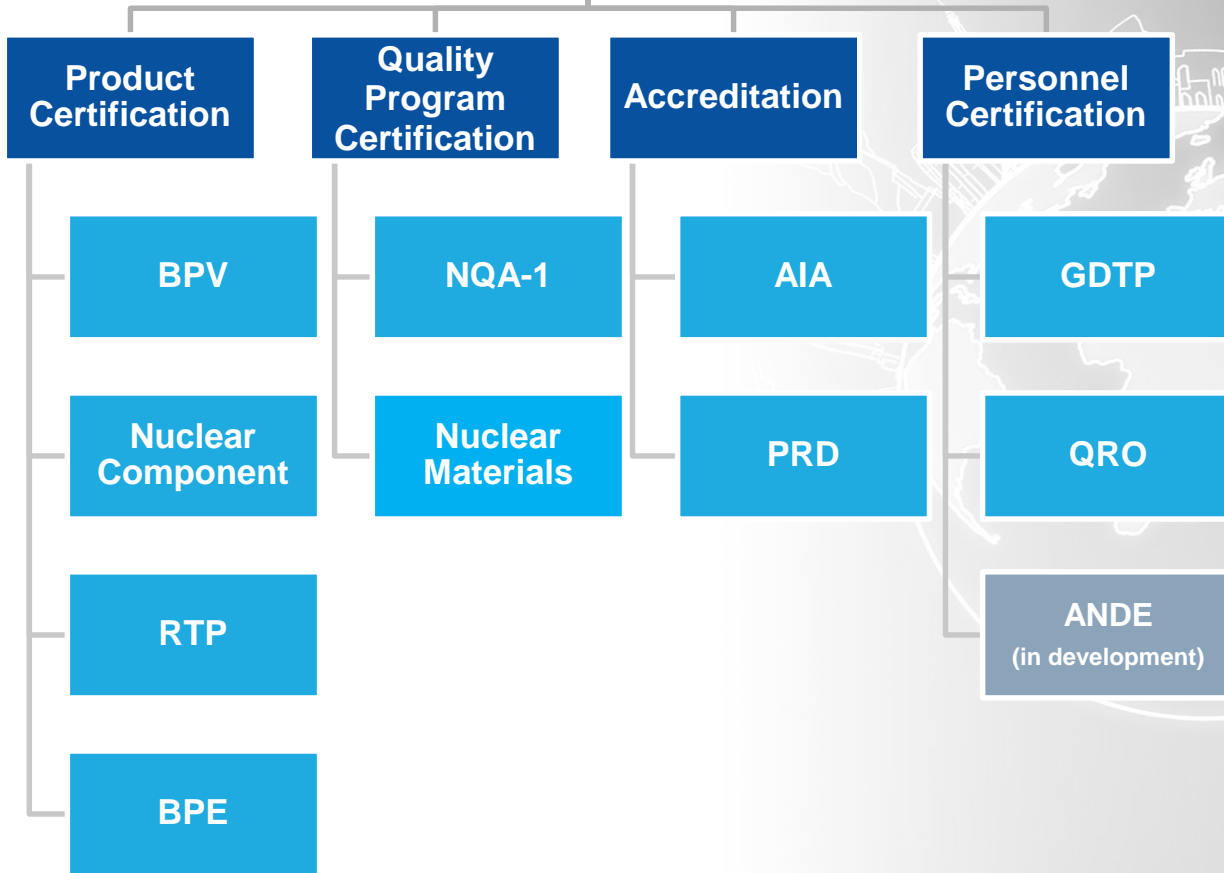 Product
Certification
Quality
Program
Certification
Accreditation
Personnel
Certification
BPV
NQA-1
AIA
GDTP
Nuclear
Component
Nuclear
Materials
PRD
QRO
RTP
ANDE
(in development)
BPE